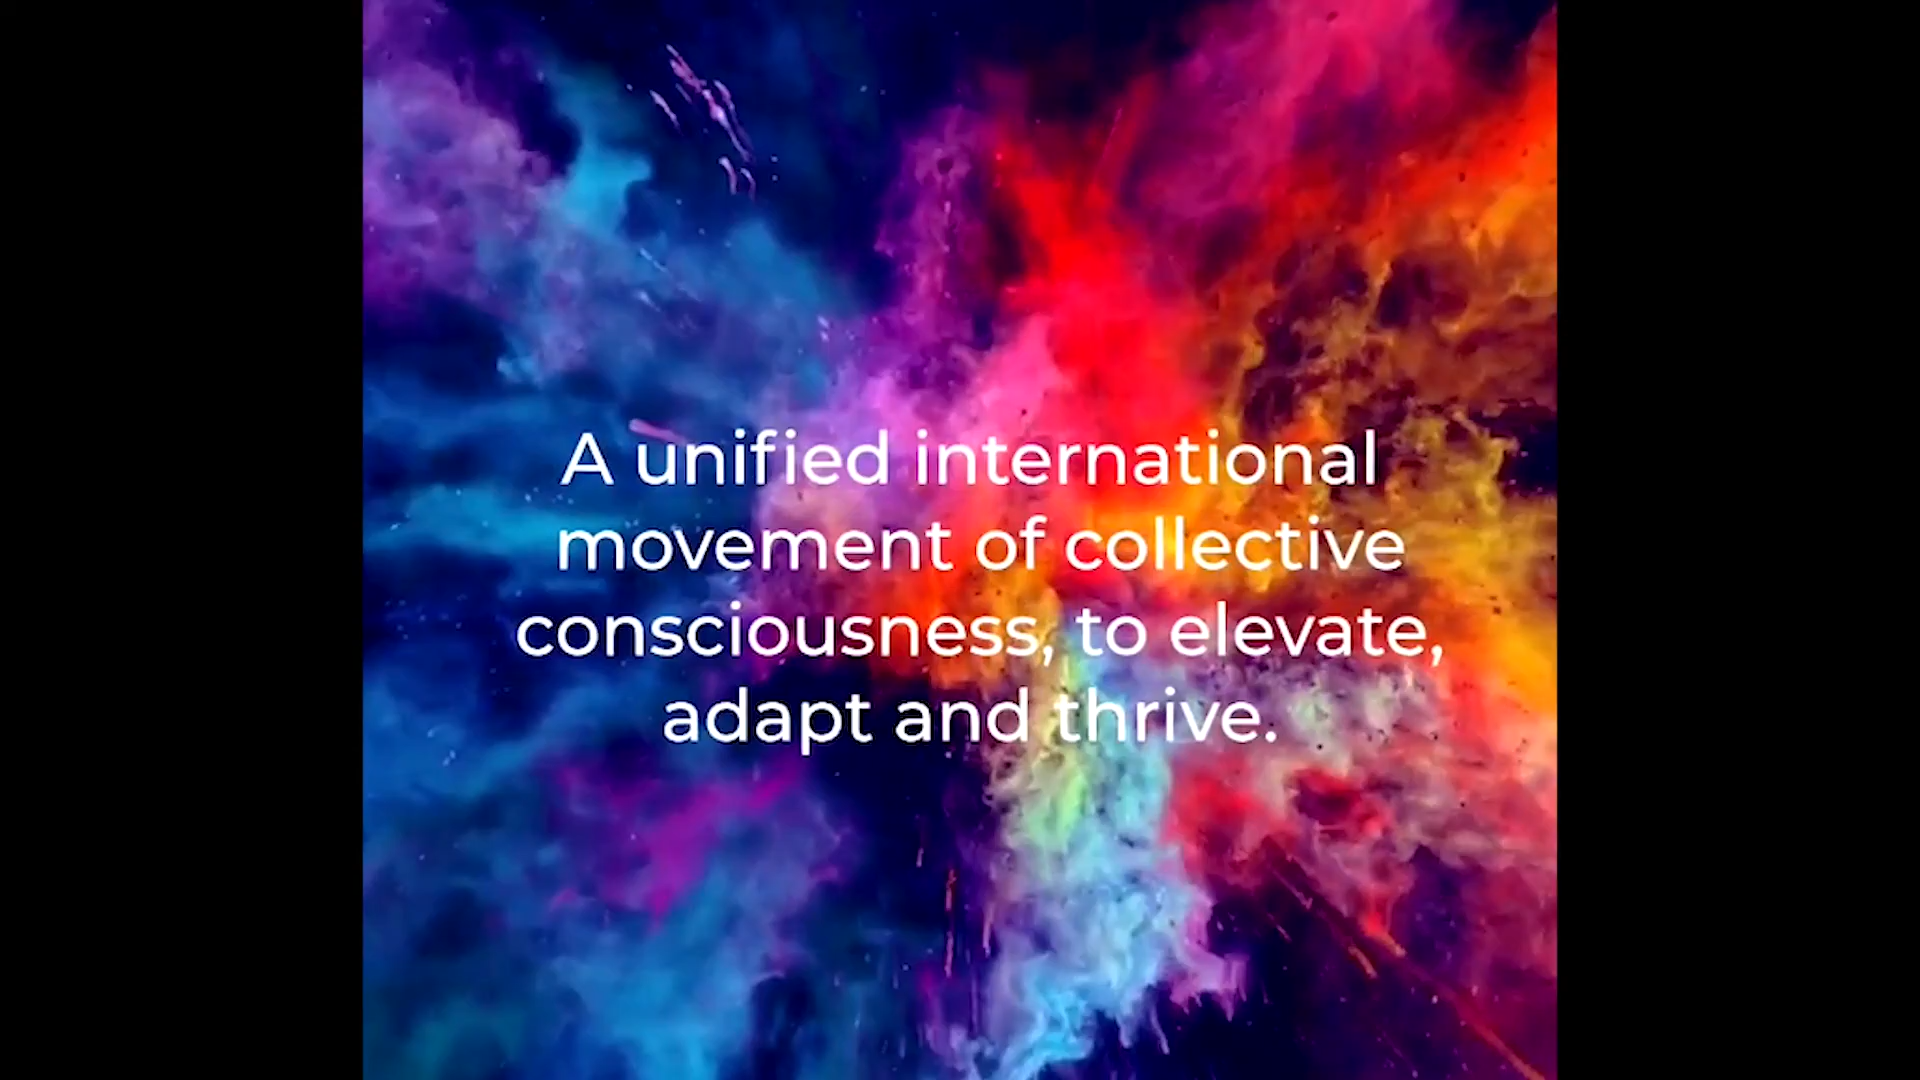 A unified international
movement of collective
consciousness, to elevate,
adapt and thrive.